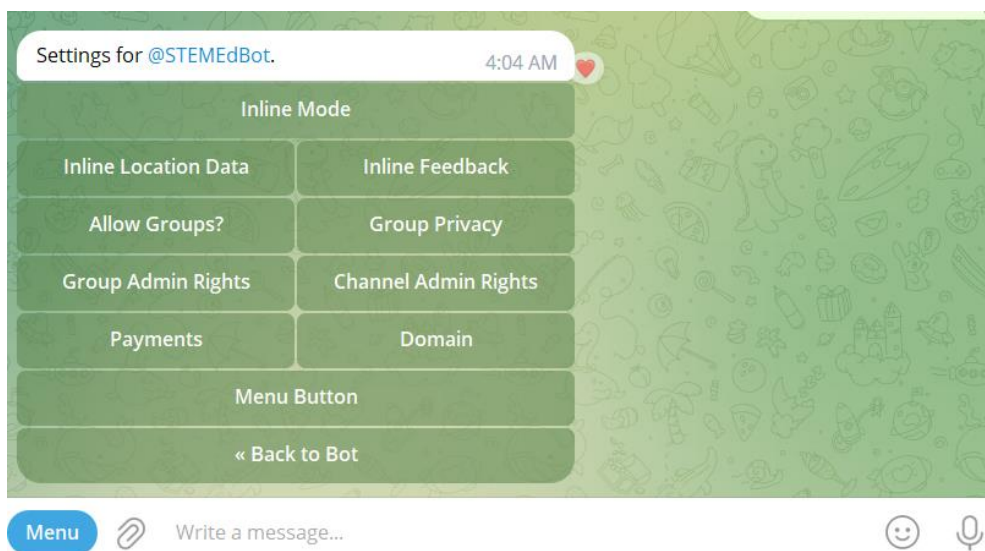 Settings for @STEMEdBot.
4:04 AM
Inline Mode
Inline Location Data
Inline Feedback
Allow Groups?
Group Privacy
Group Admin Rights
Channel Admin Rights
Payments
Domain
Menu Button
« Back to Bot
Menu
Write a message...